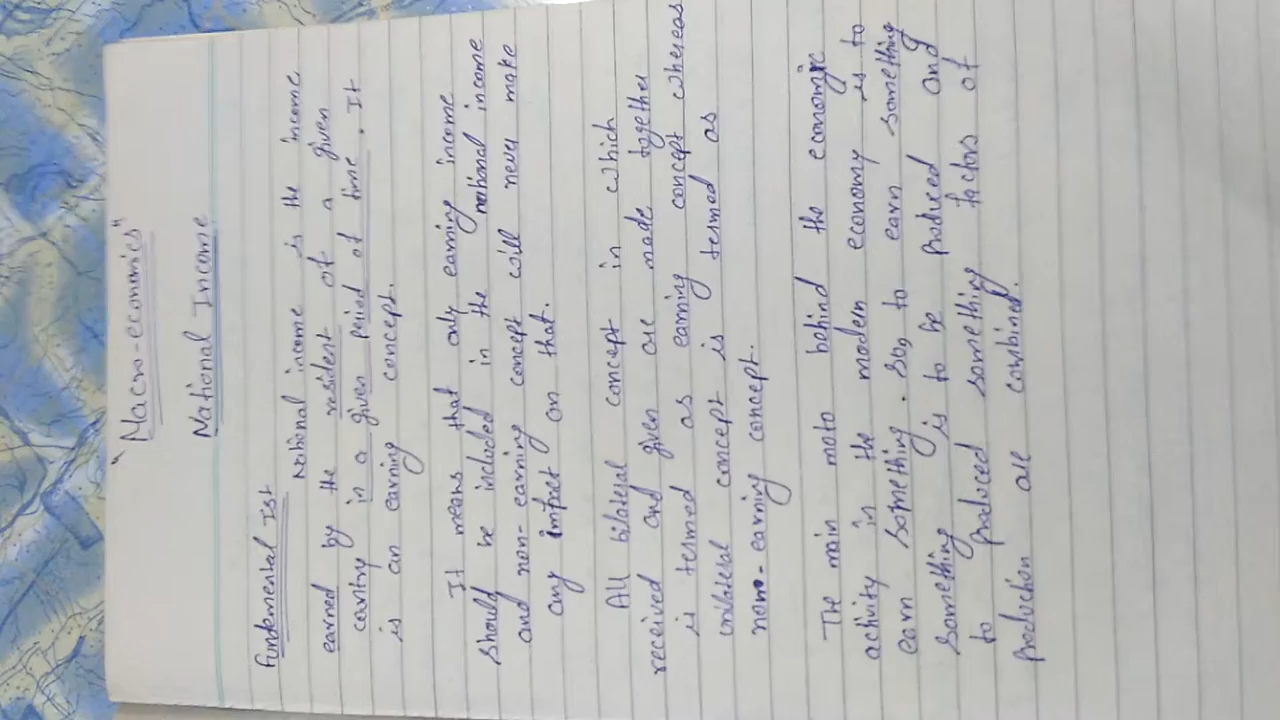 "Macro-economics"
National Income
Fundemental Ist
National income is the income
earned by the resident of a given
country in a given period of time. It
is an earning concept.
It means that only earning income
should be included in the national income
and non-earning concept will never make
any impact on that.
All bilateral concept in which
received and given are made together
is termed as earning concept whereas
unilateral concept is termed as
non-earning concept.
The main moto behind the economic
activity in the modern economy is to
earn something. So, to earn something
something is to be produced and
to produced something factors of
production are combined.